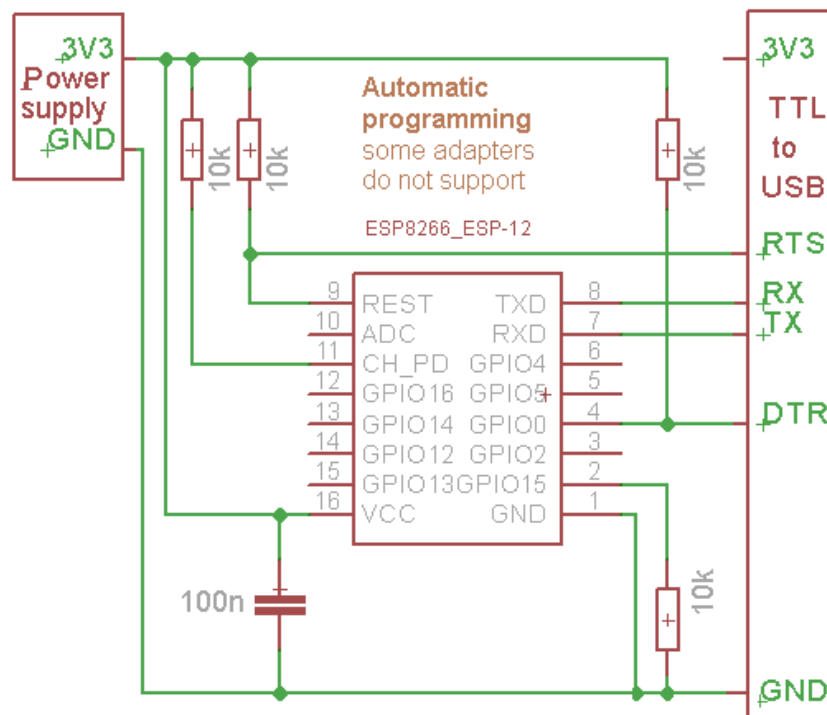 3V3
Power
supply
GND
10k
10k
Automatic
programming
some adapters
do not support
ESP8266_ESP-12
10k
3V3
TTL
to
USB
RTS
RX
TX
DTR
GND
9 REST TXD 8
10 ADC RXD 7
11 CH_PD GPIO4 6
12 GPIO16 GPIO5 5
13 GPIO14 GPIO0 4
14 GPIO12 GPIO2 3
15 GPIO13 GPIO15 2
16 VCC GND 1
100n
10k